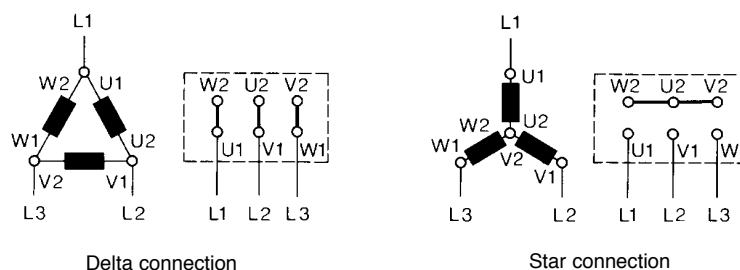 L1
W2 U1
W1 U2
V2 V1
L3 L2
W2 U2 V2
U1 V1 W1
L1 L2 L3
Delta connection
L1
U1
W2 U2
W1 V2 V1
L3 L2
W2 U2 V2
U1 V1 W
L1 L2 L3
Star connection